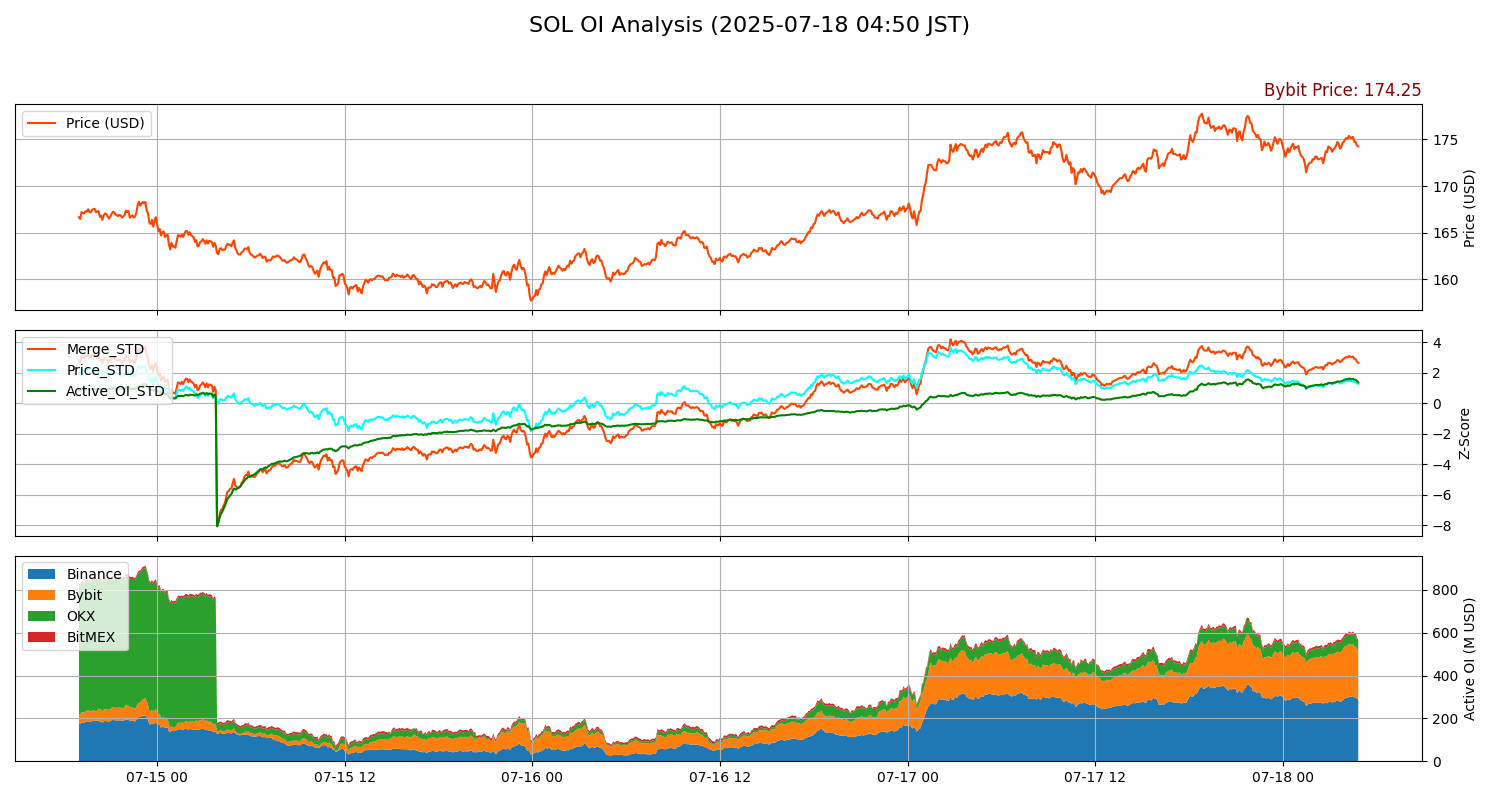 SOL OI Analysis (2025-07-18 04:50 JST)
Bybit Price: 174.25
Price (USD)
175
170
165
160
Price (USD)
Merge_STD
Price_STD
Active_OI_STD
4
2
0
−2
−4
−6
−8
Z-Score
Binance
Bybit
OKX
BitMEX
800
600
400
200
0
Active OI (M USD)
07-15 00
07-15 12
07-16 00
07-16 12
07-17 00
07-17 12
07-18 00